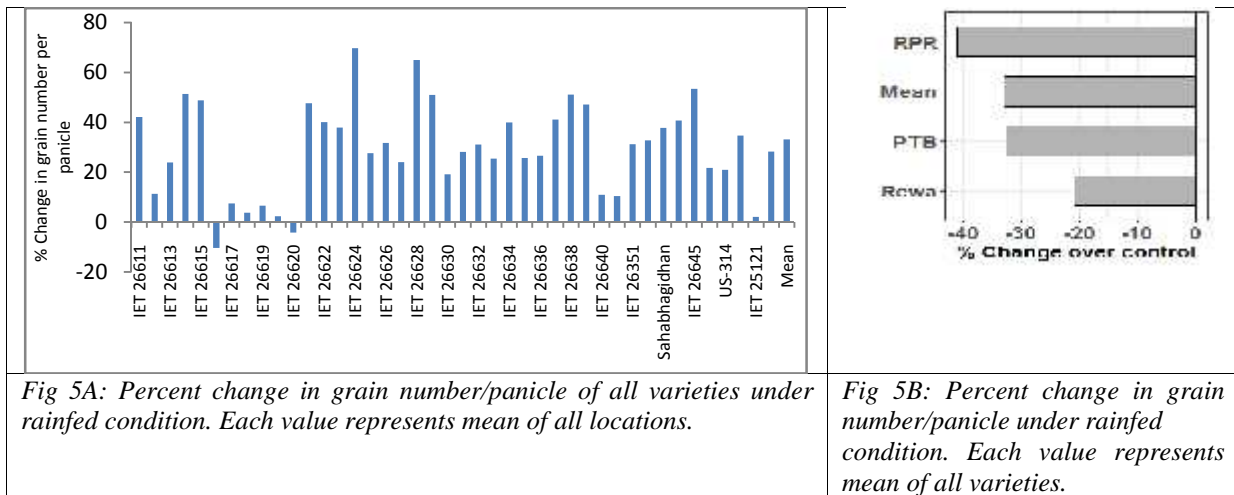 % Change in grain number per
panicle
80
60
40
20
0
-20
IET 26611
IET 26613
IET 26615
IET 26617
IET 26619
IET 26620
IET 26622
IET 26624
IET 26626
IET 26628
IET 26630
IET 26632
IET 26634
IET 26636
IET 26638
IET 26640
IET 26351
Sahabhagidhan
IET 26645
US-314
IET 25121
Mean
RPR
Mean
PTB
Rewa
-40 -30 -20 -10 0
% Change over control
Fig 5A: Percent change in grain number/panicle of all varieties under
rainfed condition. Each value represents mean of all locations.
Fig 5B: Percent change in grain
number/panicle under rainfed
condition. Each value represents
mean of all varieties.